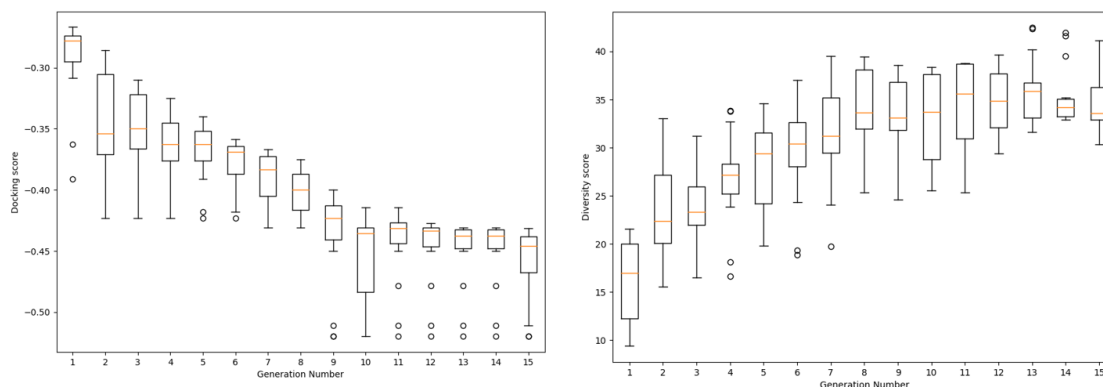 −0.30
−0.35
−0.40
−0.45
−0.50
Docking score
1 2 3 4 5 6 7 8 9 10 11 12 13 14 15
Generation Number
40
35
30
25
20
15
10
Diversity score
1 2 3 4 5 6 7 8 9 10 11 12 13 14 15
Generation Number